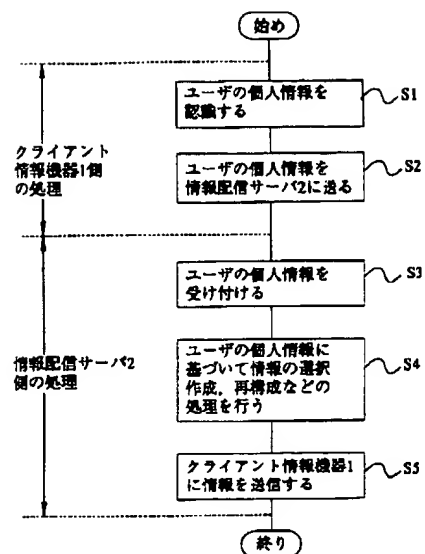 始め
ユーザの個人情報を
認識する
S1
クライアント
情報機器1側
の処理
ユーザの個人情報を
情報配信サーバ2に送る
S2
ユーザの個人情報を
受け付ける
S3
情報配信サーバ2
側の処理
ユーザの個人情報に
基づいて情報の選択
作成，再構成などの
処理を行う
S4
クライアント情報機器1
に情報を送信する
S5
終り